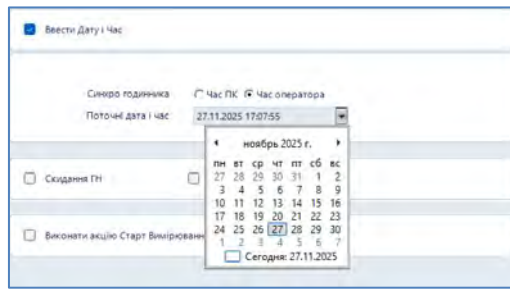 Ввести Дату і Час
Синхро годинника Час ПК Час оператора
Поточні дата і час 27.11.2025 17:07:55
ноябрь 2025 г.
пн вт ср чт пт сб вс
27 28 29 30 31 1 2
3 4 5 6 7 8 9
10 11 12 13 14 15 16
17 18 19 20 21 22 23
24 25 26 27 28 29 30
1 2 3 4 5 6 7
Сегодня: 27.11.2025
Скидання ГН
Виконати акцію Старт Вимірюванн